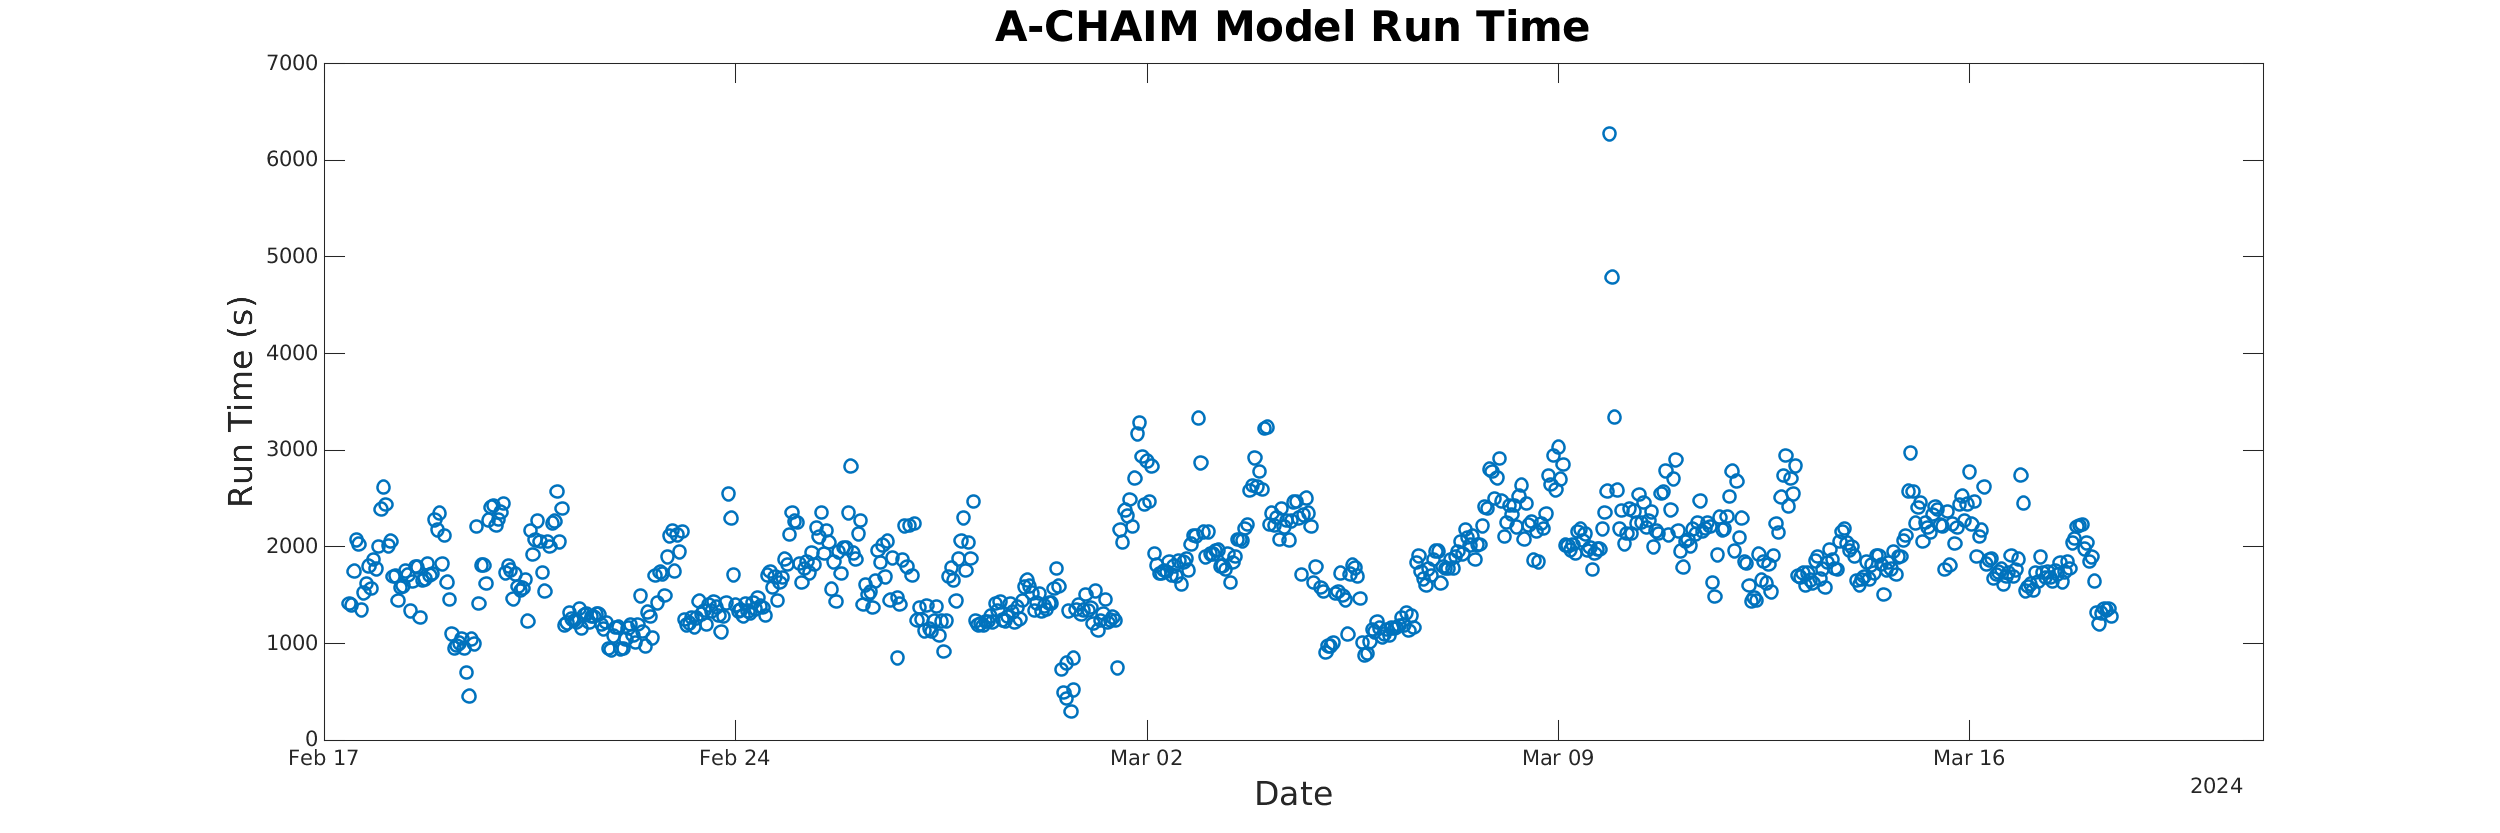 A-CHAIM Model Run Time
7000
6000
5000
4000
3000
2000
1000
0
Run Time (s)
Feb 17 Feb 24 Mar 02 Mar 09 Mar 16
2024
Date